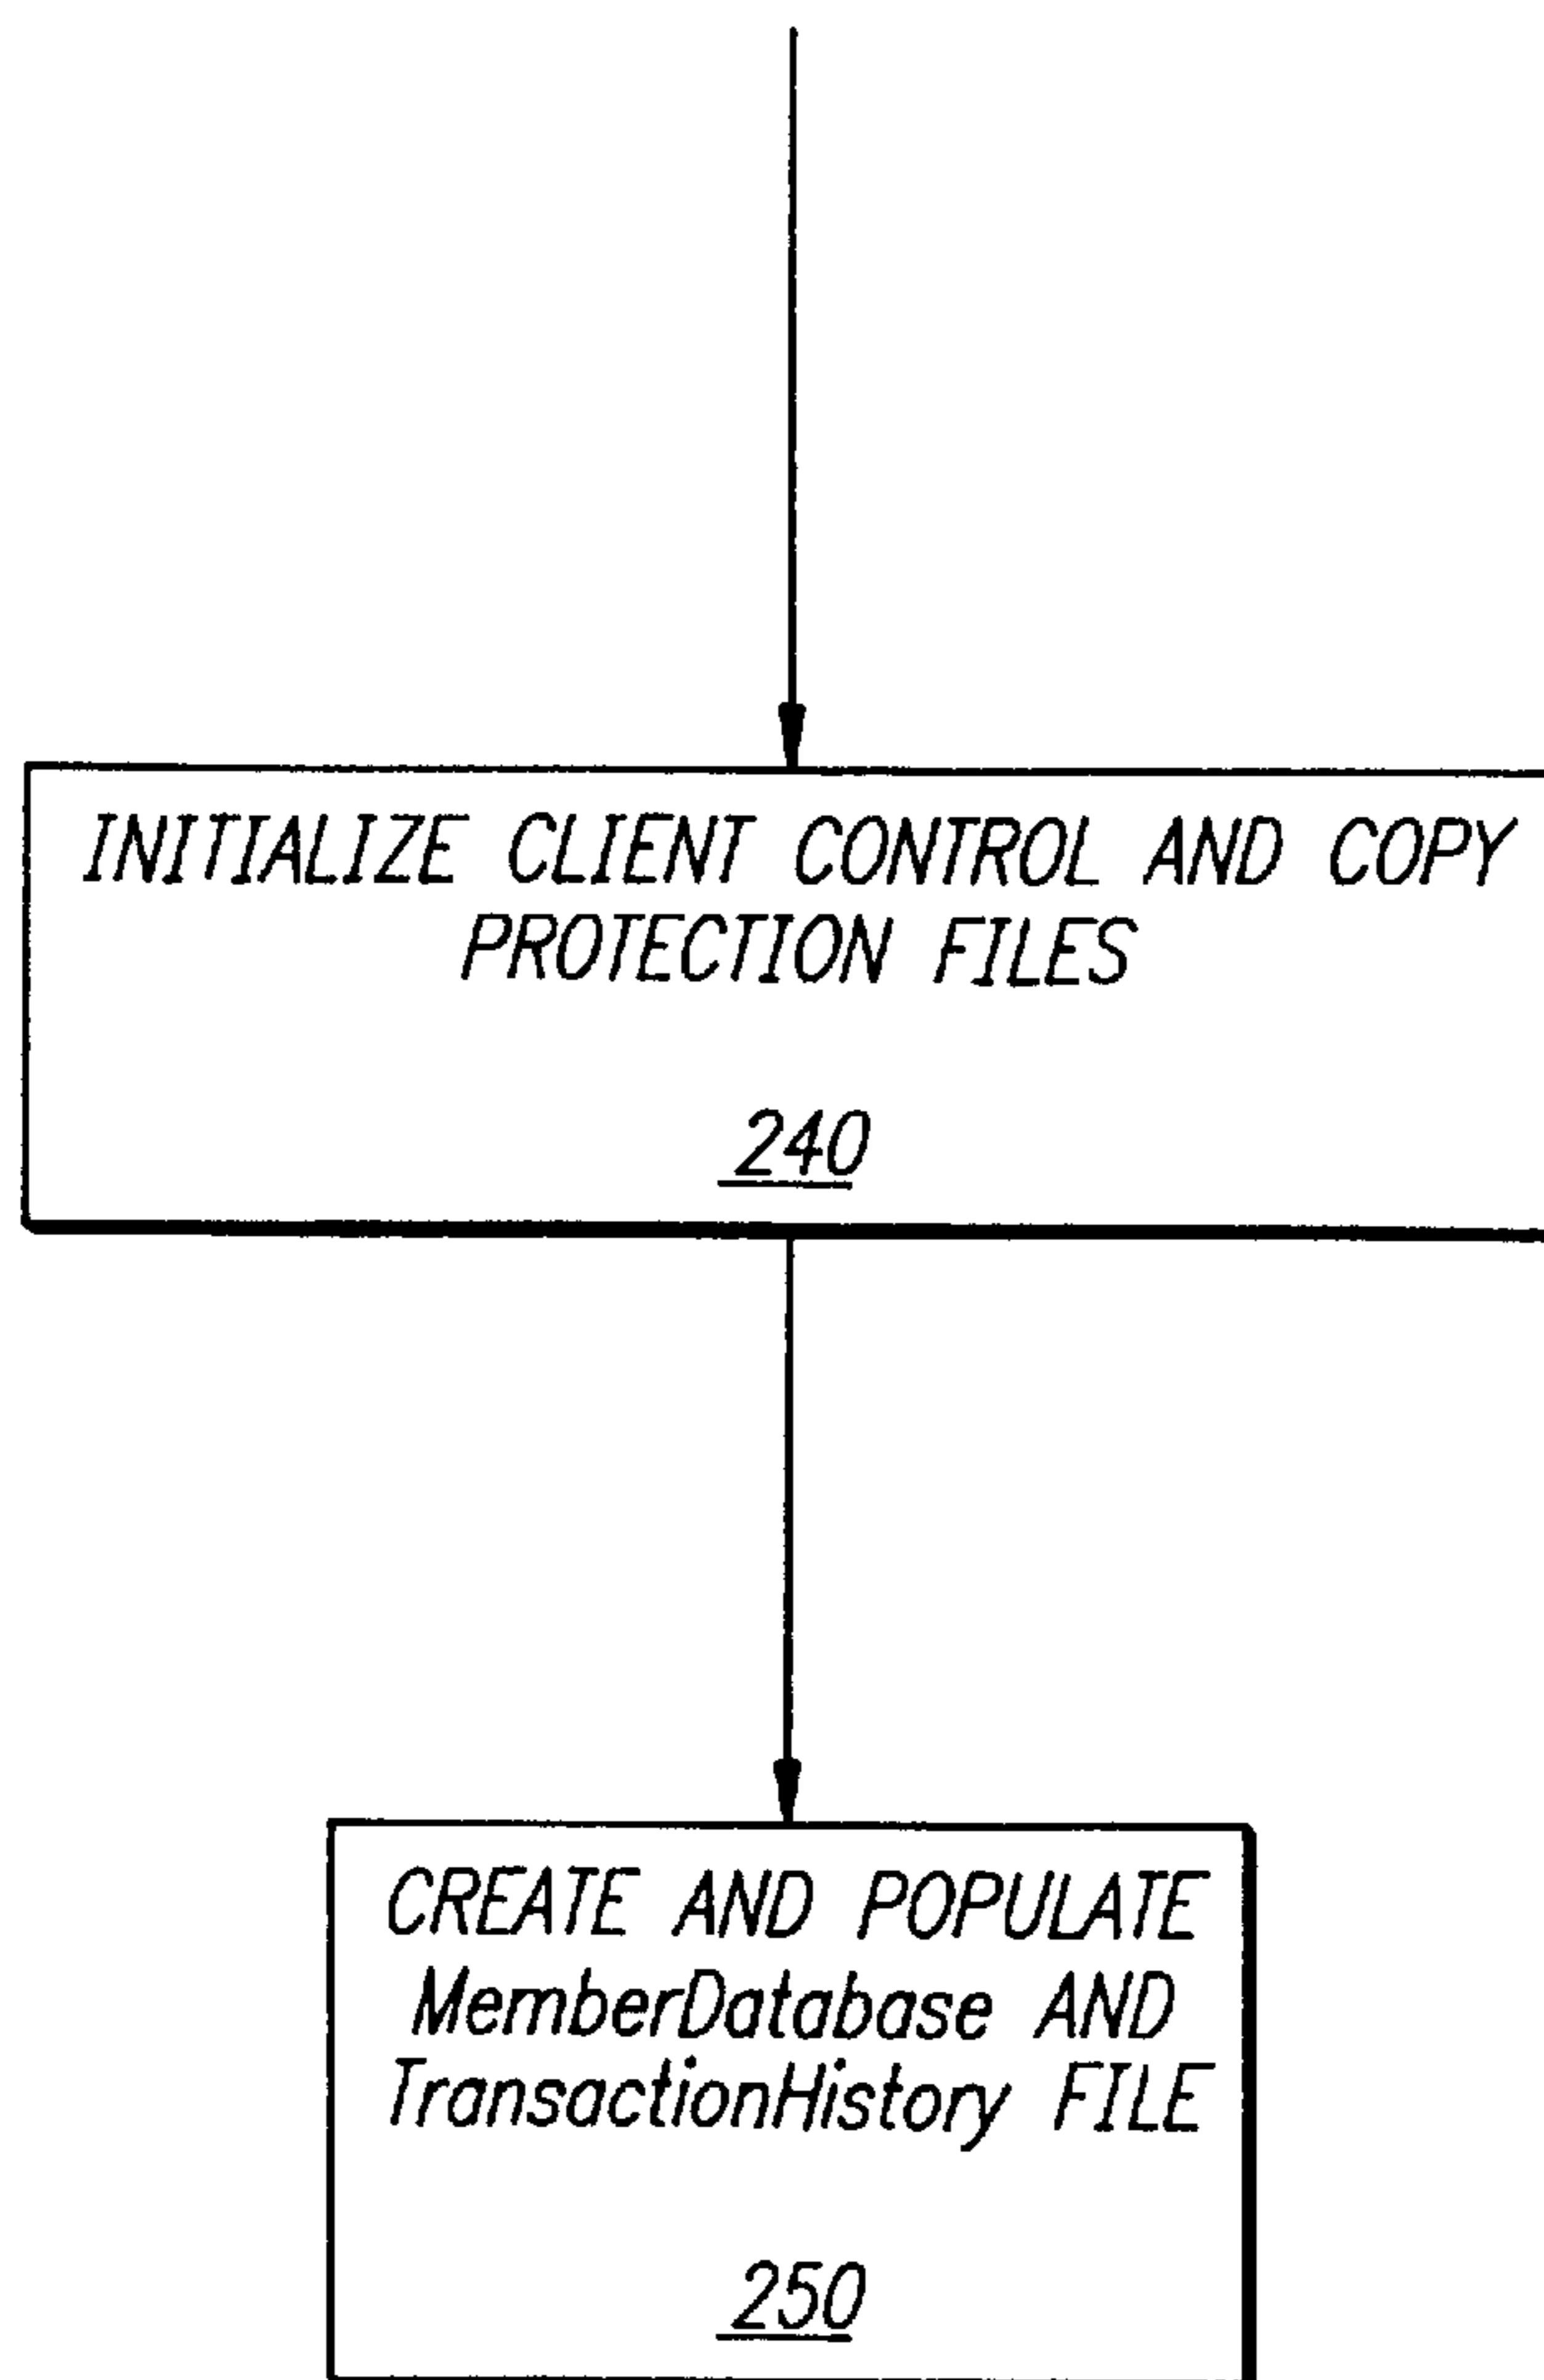 INITIALIZE CLIENT CONTROL AND COPY
PROTECTION FILES
240
CREATE AND POPULATE
MemberDatabase AND
TransactionHistory FILE
250